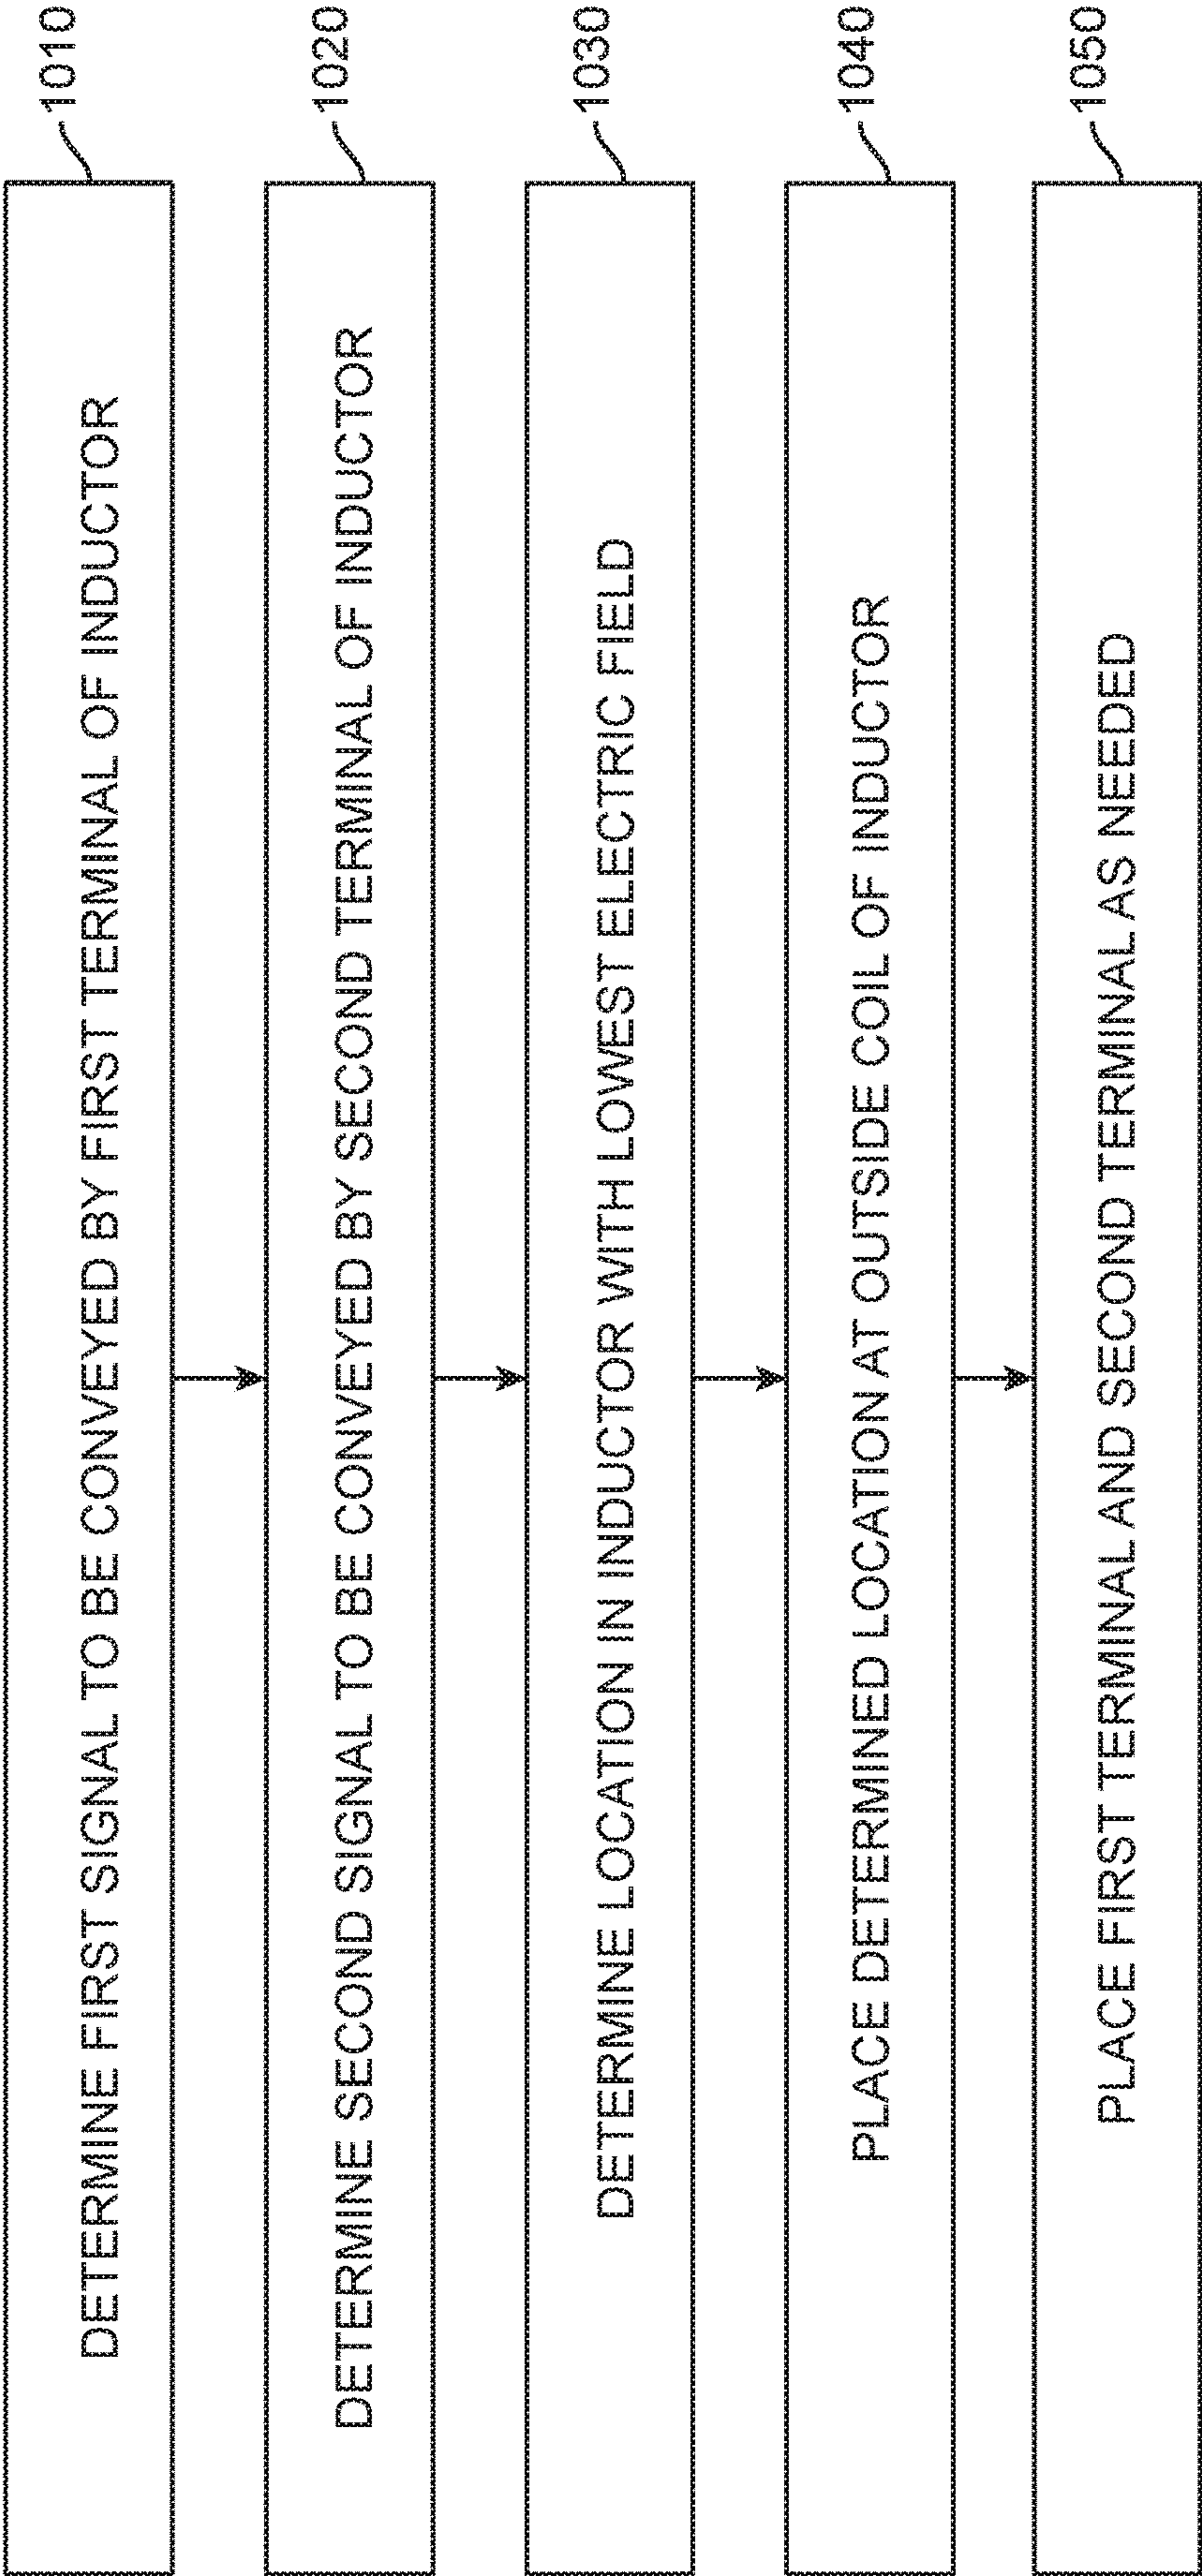 DETERMINE FIRST SIGNAL TO BE CONVEYED BY FIRST TERMINAL OF INDUCTOR
1010
DETERMINE SECOND SIGNAL TO BE CONVEYED BY SECOND TERMINAL OF INDUCTOR
1020
DETERMINE LOCATION IN INDUCTOR WITH LOWEST ELECTRIC FIELD
1030
PLACE DETERMINED LOCATION AT OUTSIDE COIL OF INDUCTOR
1040
PLACE FIRST TERMINAL AND SECOND TERMINAL AS NEEDED
1050